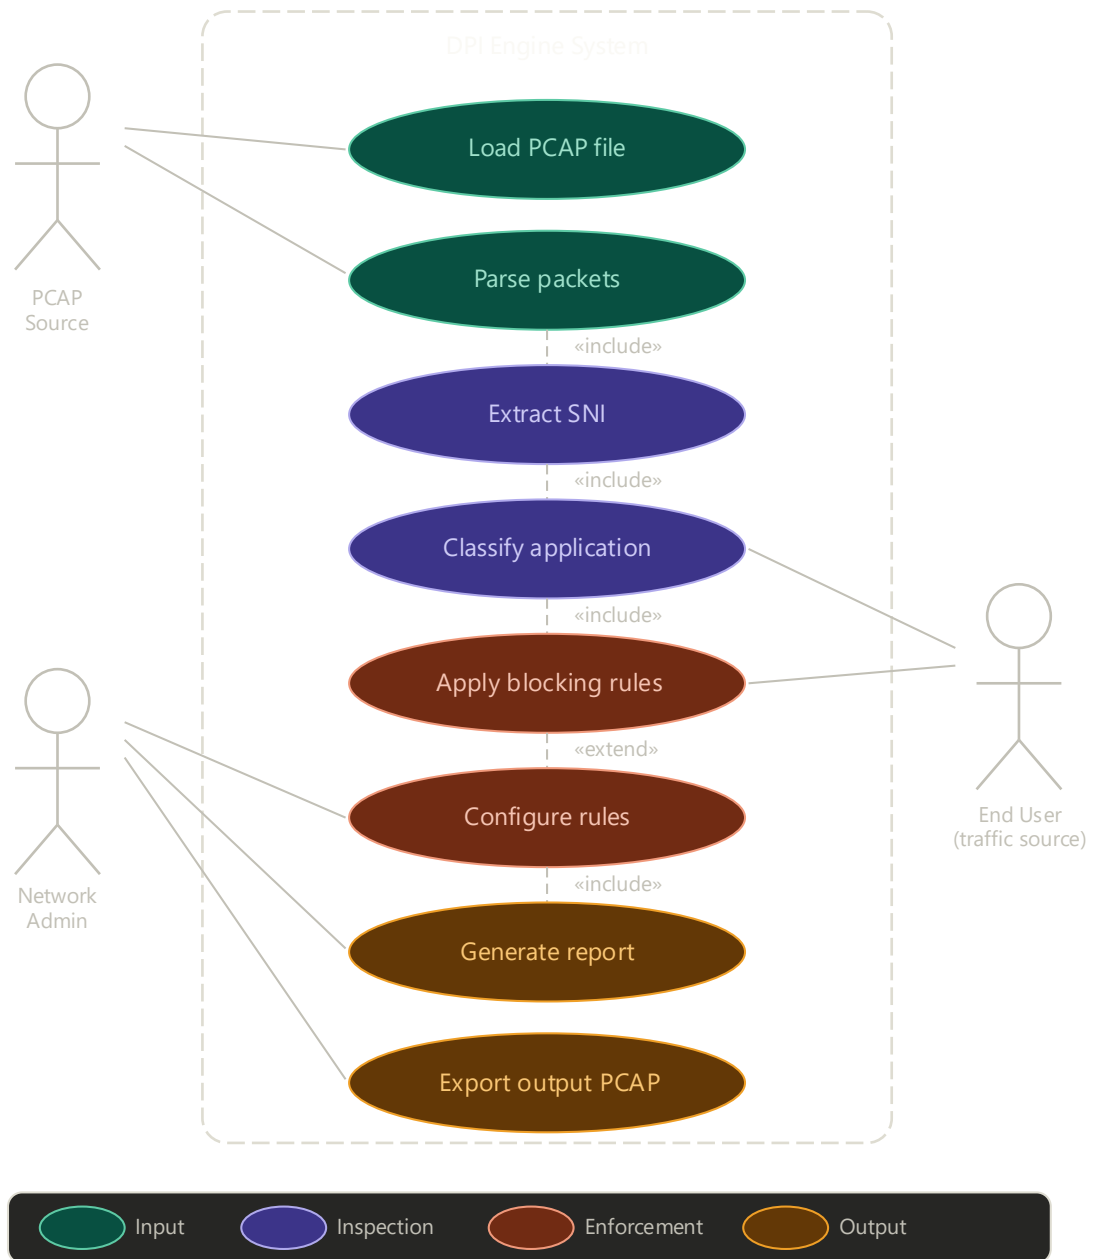 DPI Engine System
Load PCAP file
Parse packets
«include»
PCAP
Source
Extract SNI
«include»
Classify application
«include»
Apply blocking rules
«extend»
Configure rules
End User
(traffic source)
«include»
Network
Admin
Generate report
Export output PCAP
Input
Inspection
Enforcement
Output